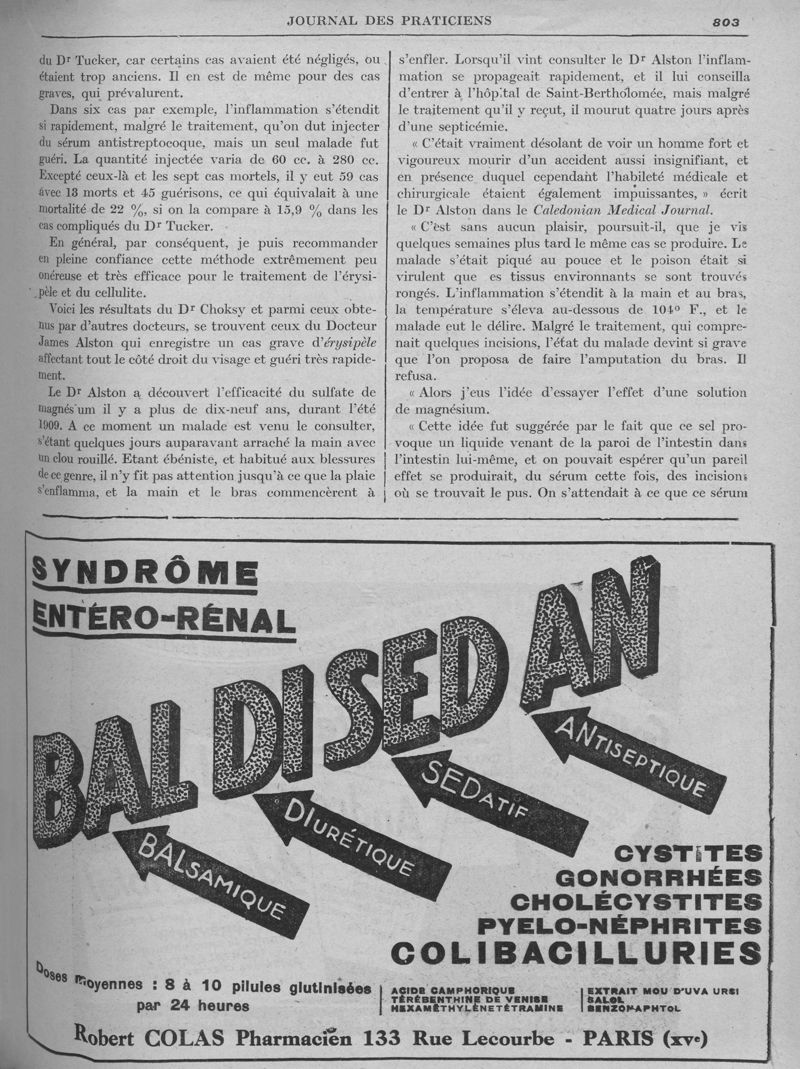 JOURNAL DES PRATICIENS
803
du Dr Tucker, car certains cas avaient été négligés, ou
étaient trop anciens. Il en est de même pour des cas
graves, qui prévalurent.
Dans six cas par exemple, l'inflammation s'étendit
si rapidement, malgré le traitement, qu'on dut injecter
du sérum antistreptocoque, mais un seul malade fut
guéri. La quantité injectée varia de 60 cc. à 280 cc.
Excepté ceux-là et les sept cas mortels, il y eut 59 cas
avec 13 morts et 45 guérisons, ce qui équivalait à une
mortalité de 22 %, si on la compare à 15,9 % dans les
cas compliqués du Dr Tucker.
En général, par conséquent, je puis recommander
en pleine confiance cette méthode extrêmement peu
onéreuse et très efficace pour le traitement de l'érysi-
pèle et du cellulite.
Voici les résultats du Dr Choksy et parmi ceux obte-
nus par d'autres docteurs, se trouvent ceux du Docteur
James Alston qui enregistre un cas grave d'érysipèle
affectant tout le côté droit du visage et guéri très rapide-
ment.
Le Dr Alston a découvert l'efficacité du sulfate de
magnés'um il y a plus de dix-neuf ans, durant l'été
1909. A ce moment un malade est venu le consulter,
s'étant quelques jours auparavant arraché la main avec
un clou rouillé. Etant ébéniste, et habitué aux blessures
de ce genre, il n'y fit pas attention jusqu'à ce que la plaie
s'enflamma, et la main et le bras commencèrent à
s'enfler. Lorsqu'il vint consulter le Dr Alston l'inflam-
mation se propageait rapidement, et il lui conseilla
d'entrer à l'hôp'tal de Saint-Bertholomée, mais malgré
le traitement qu'il y reçut, il mourut quatre jours après
d'une septicémie.
« C'était vraiment désolant de voir un homme fort et
vigoureux mourir d'un accident aussi insignifiant, et
en présence duquel cependant l'habileté médicale et
chirurgicale étaient également impuissantes, » écrit
le Dr Alston dans le Caledonian Medical Journal.
« C'est sans aucun plaisir, poursuit-il, que je vis
quelques semaines plus tard le même cas se produire. Le
malade s'était piqué au pouce et le poison était si
virulent que es tissus environnants se sont trouvés
rongés. L'inflammation s'étendit à la main et au bras,
la température s'éleva au-dessous de 104° F., et le
malade eut le délire. Malgré le traitement, qui compre-
nait quelques incisions, l'état du malade devint si grave
que l'on proposa de faire l'amputation du bras. Il
refusa.
« Alors j'eus l'idée d'essayer l'effet d'une solution
de magnésium.
« Cette idée fut suggérée par le fait que ce sel pro-
voque un liquide venant de la paroi de l'intestin dans
l'intestin lui-même, et on pouvait espérer qu'un pareil
effet se produirait, du sérum cette fois, des incisions
où se trouvait le pus. On s'attendait à ce que ce sérum
SYNDRÔME
ENTÉRO-RÉNAL
BALDISEDAN
BALSAMIQUE
DIURÉTIQUE
SEDATIF
ANTISEPTIQUE
CYSTITES
GONORRHÉES
CHOLÉCYSTITES
PYELO-NÉPHRITES
COLIBACILLURIES
Doses moyennes : 8 à 10 pilules glutinisées
par 24 heures
ACIDE CAMPHORIQUE
TÉRÉBENTHINE DE VENISE
HEXAMÉTHYLÈNETÉTRAMINE
EXTRAIT MOU D'UVA URSI
SALOL
BENZONAPHTOL
Robert COLAS Pharmacien 133 Rue Lecourbe - PARIS (XVe)